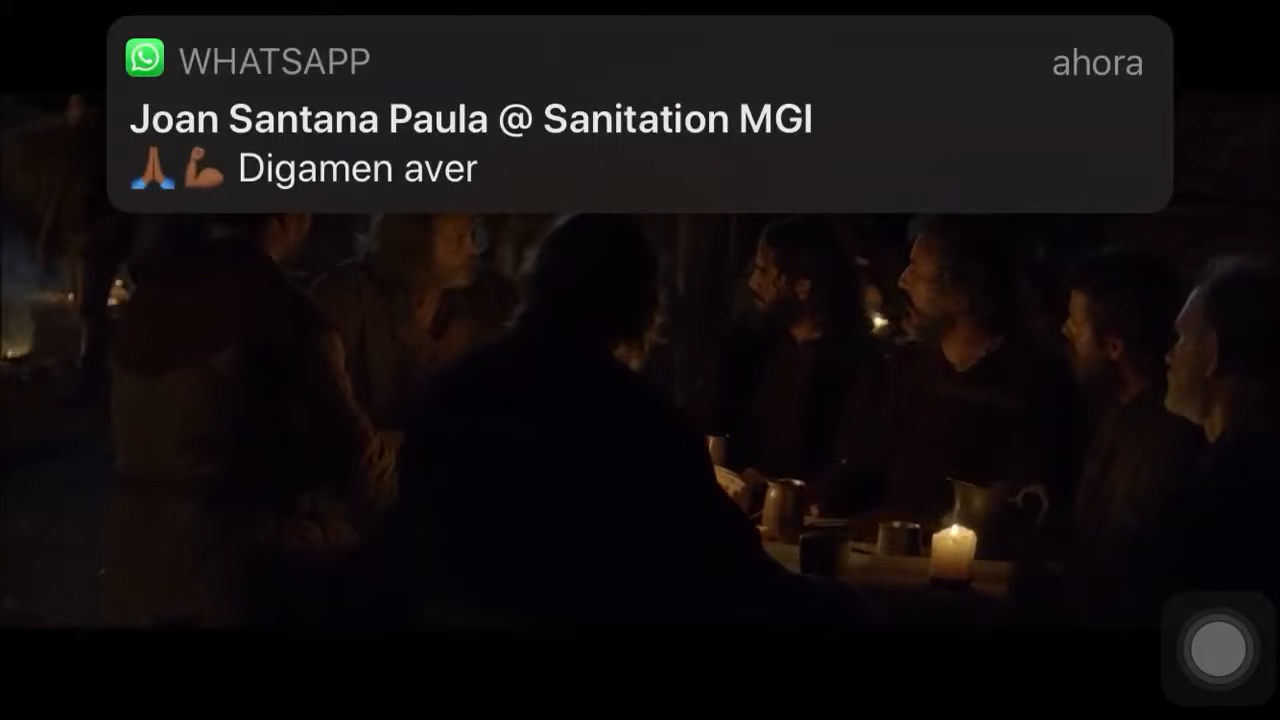 WHATSAPP ahora
Joan Santana Paula @ Sanitation MGI
🙏🏾💪🏾 Digamen aver